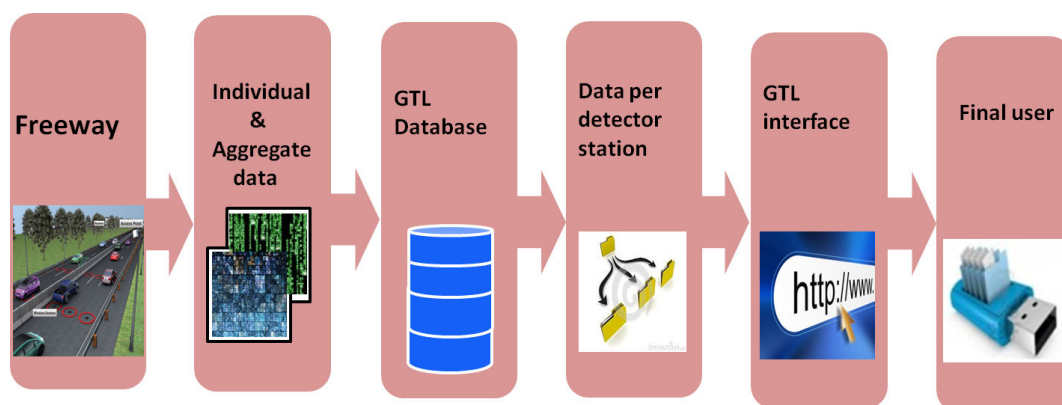 Freeway
Individual
&
Aggregate
data
GTL
Database
Data per
detector
station
GTL
interface
http://www.
Final user